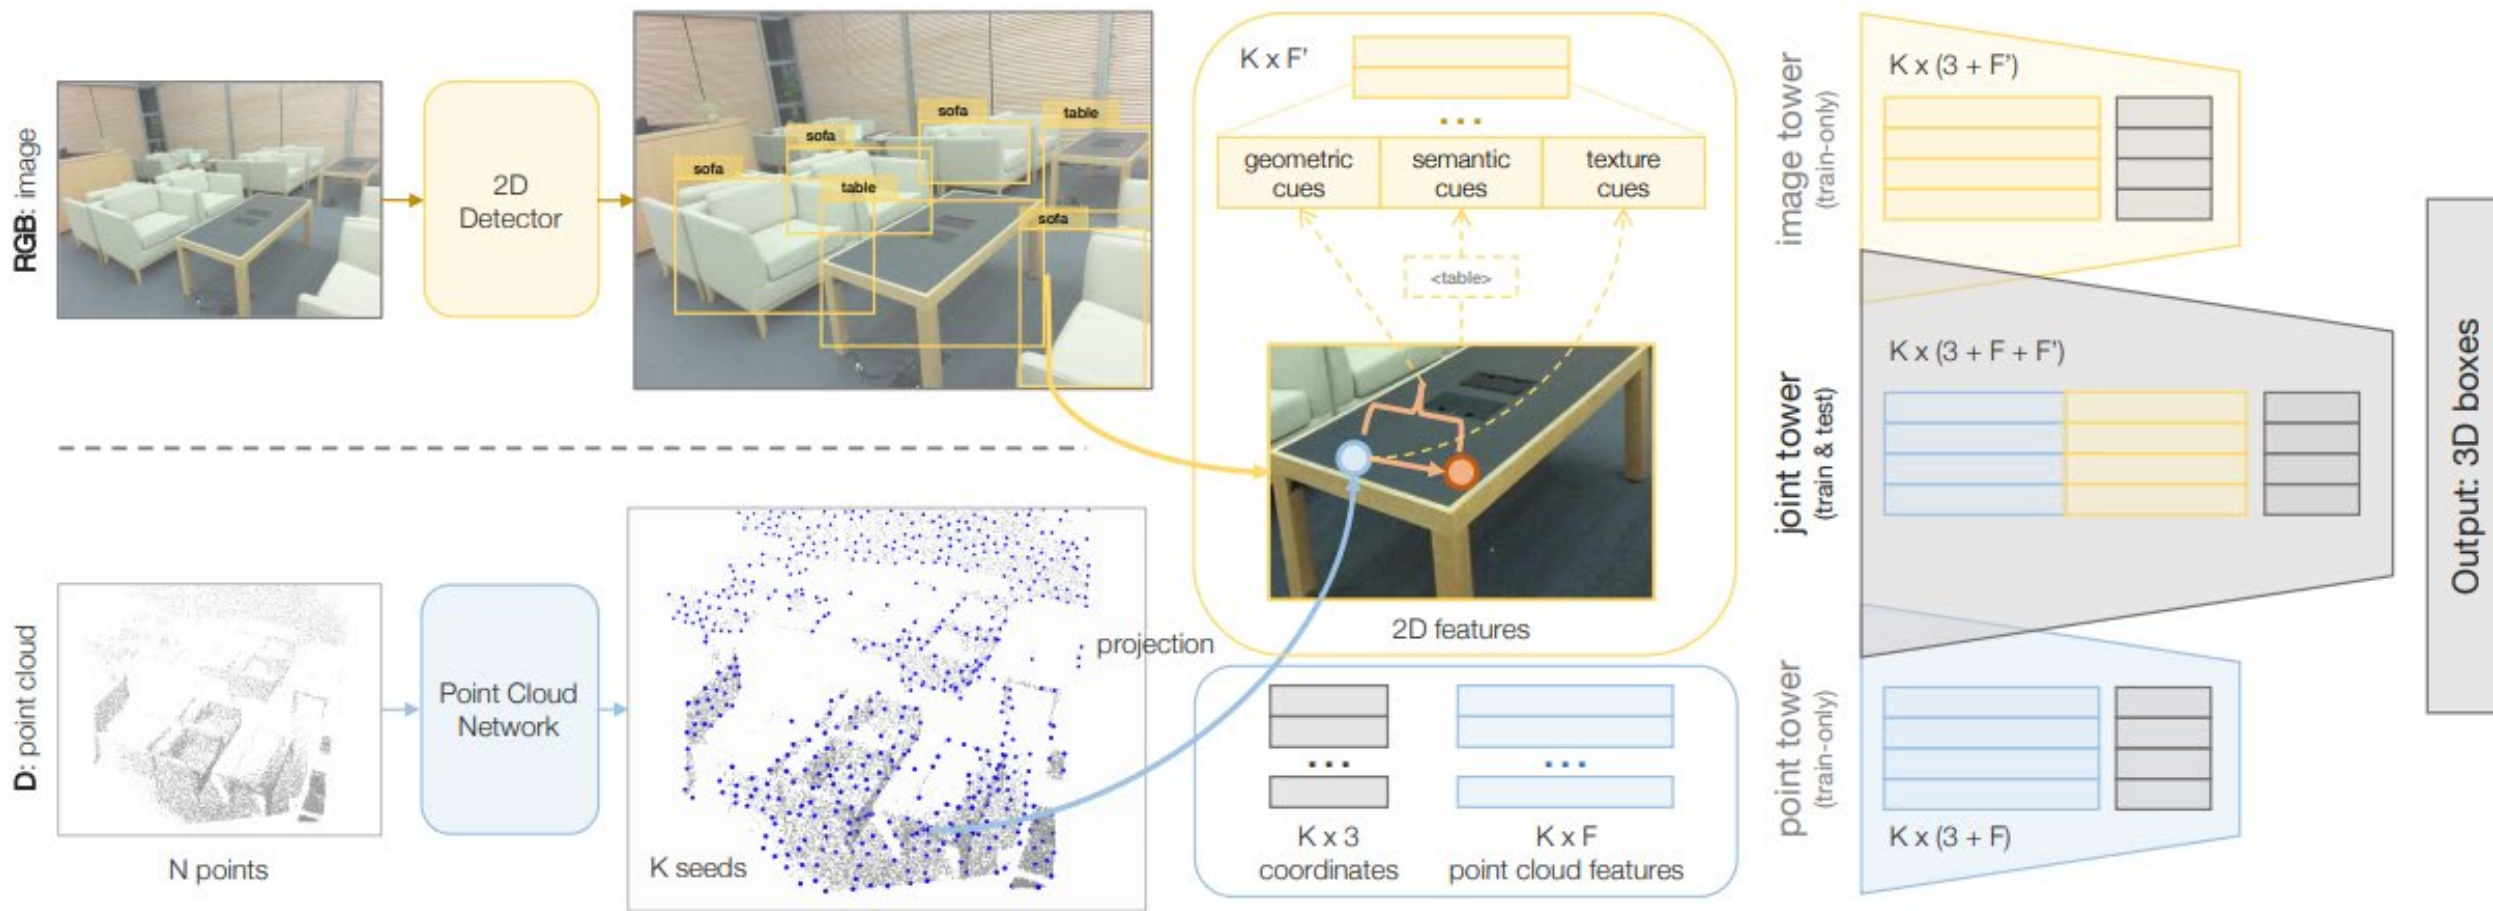 RGB: image
2D
Detector
sofa
sofa
sofa
table
table
sofa
K x F’
...
geometric
cues
semantic
cues
texture
cues
<table>
2D features
D: point cloud
N points
Point Cloud
Network
K seeds
projection
...
K x 3
coordinates
...
K x F
point cloud features
image tower
(train-only)
K x (3 + F’)
joint tower
(train & test)
K x (3 + F + F’)
point tower
(train-only)
K x (3 + F)
Output: 3D boxes